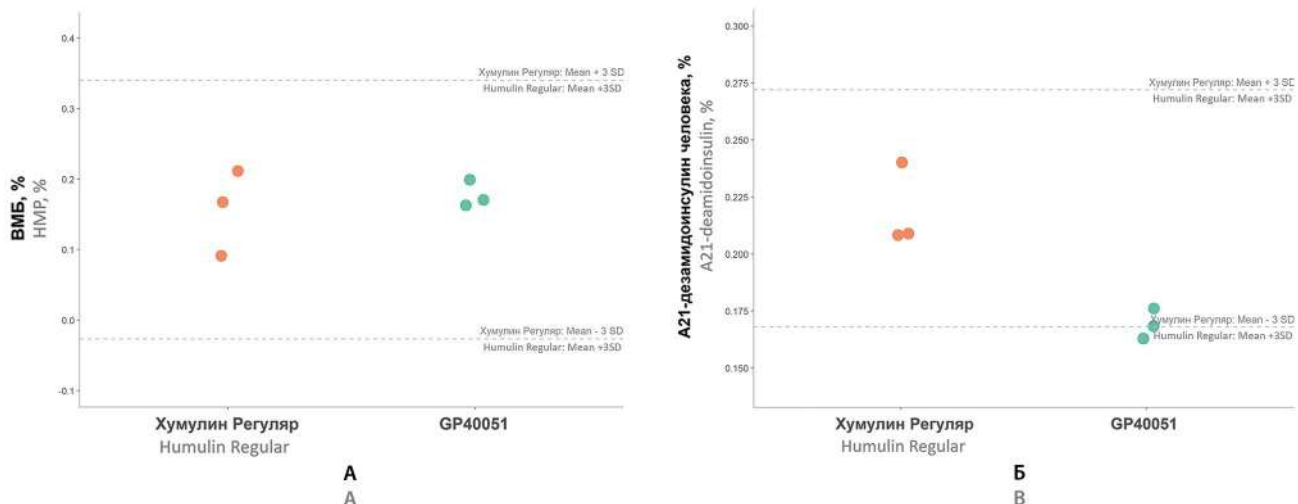 0.4
0.3
0.2
0.1
0.0
-0.1
ВМБ, %
HMP, %
Хумулин Регуляр: Mean + 3 SD
Humulin Regular: Mean +3SD
Хумулин Регуляр: Mean - 3 SD
Humulin Regular: Mean +3SD
Хумулин Регуляр
Humulin Regular
GP40051
А
A
0.300
0.275
0.250
0.225
0.200
0.175
0.150
А21-дезамидоинсулин человека, %
A21-deamidoinsulin, %
Хумулин Регуляр: Mean + 3 SD
Humulin Regular: Mean +3SD
Хумулин Регуляр: Mean - 3 SD
Humulin Regular: Mean +3SD
Хумулин Регуляр
Humulin Regular
GP40051
Б
B